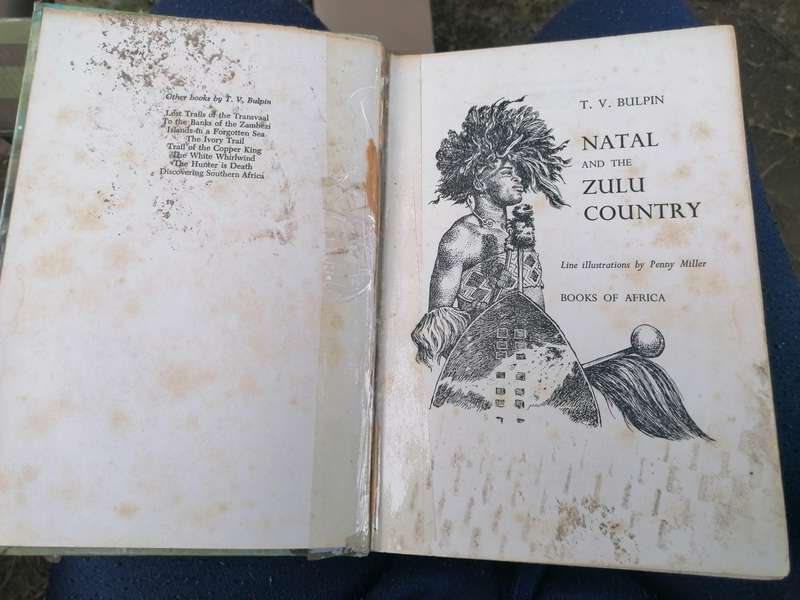 Other books by T. V. Bulpin
Lost Trails of the Transvaal
To the Banks of the Zambezi
Islands in a Forgotten Sea
The Ivory Trail
Trail of the Copper King
The White Whirlwind
The Hunter is Death
Discovering Southern Africa
T. V. BULPIN
NATAL
AND THE
ZULU
COUNTRY
Line illustrations by Penny Miller
BOOKS OF AFRICA